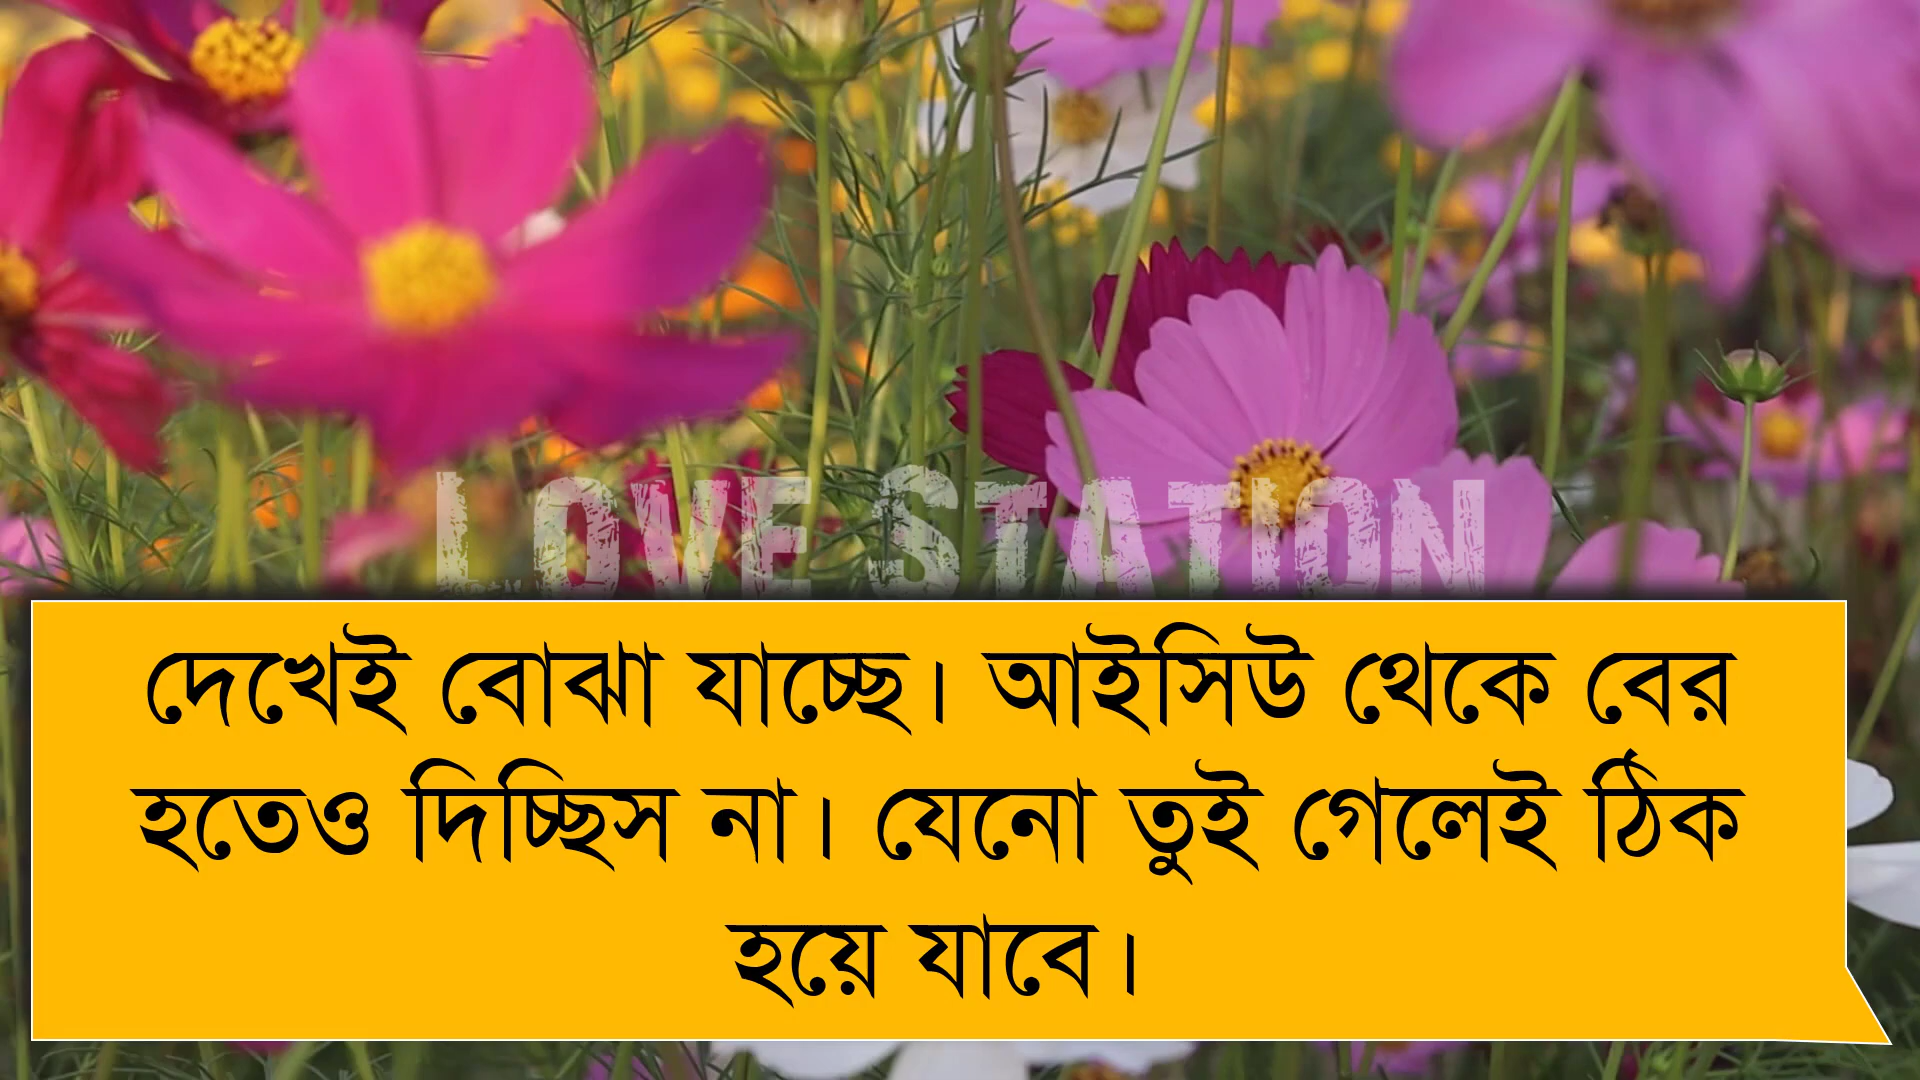 LOVE STATION
দেখেই বোঝা যাচ্ছে। আইসিউ থেকে বের
হতেও দিচ্ছিস না। যেনো তুই গেলেই ঠিক
হয়ে যাবে।